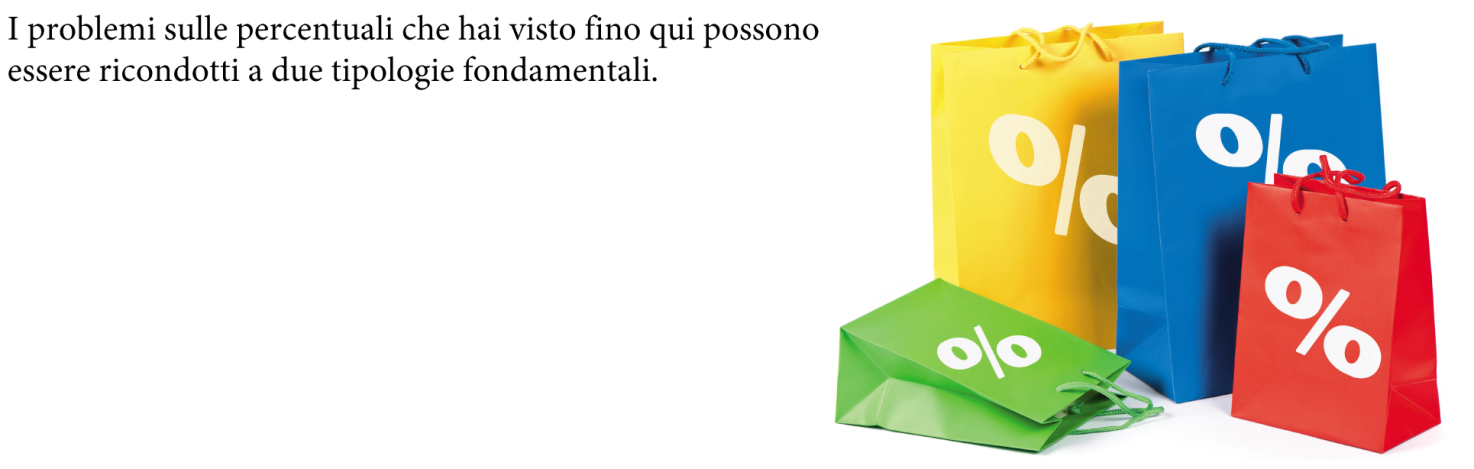 I problemi sulle percentuali che hai visto fino qui possono
essere ricondotti a due tipologie fondamentali.
%
%
%
%